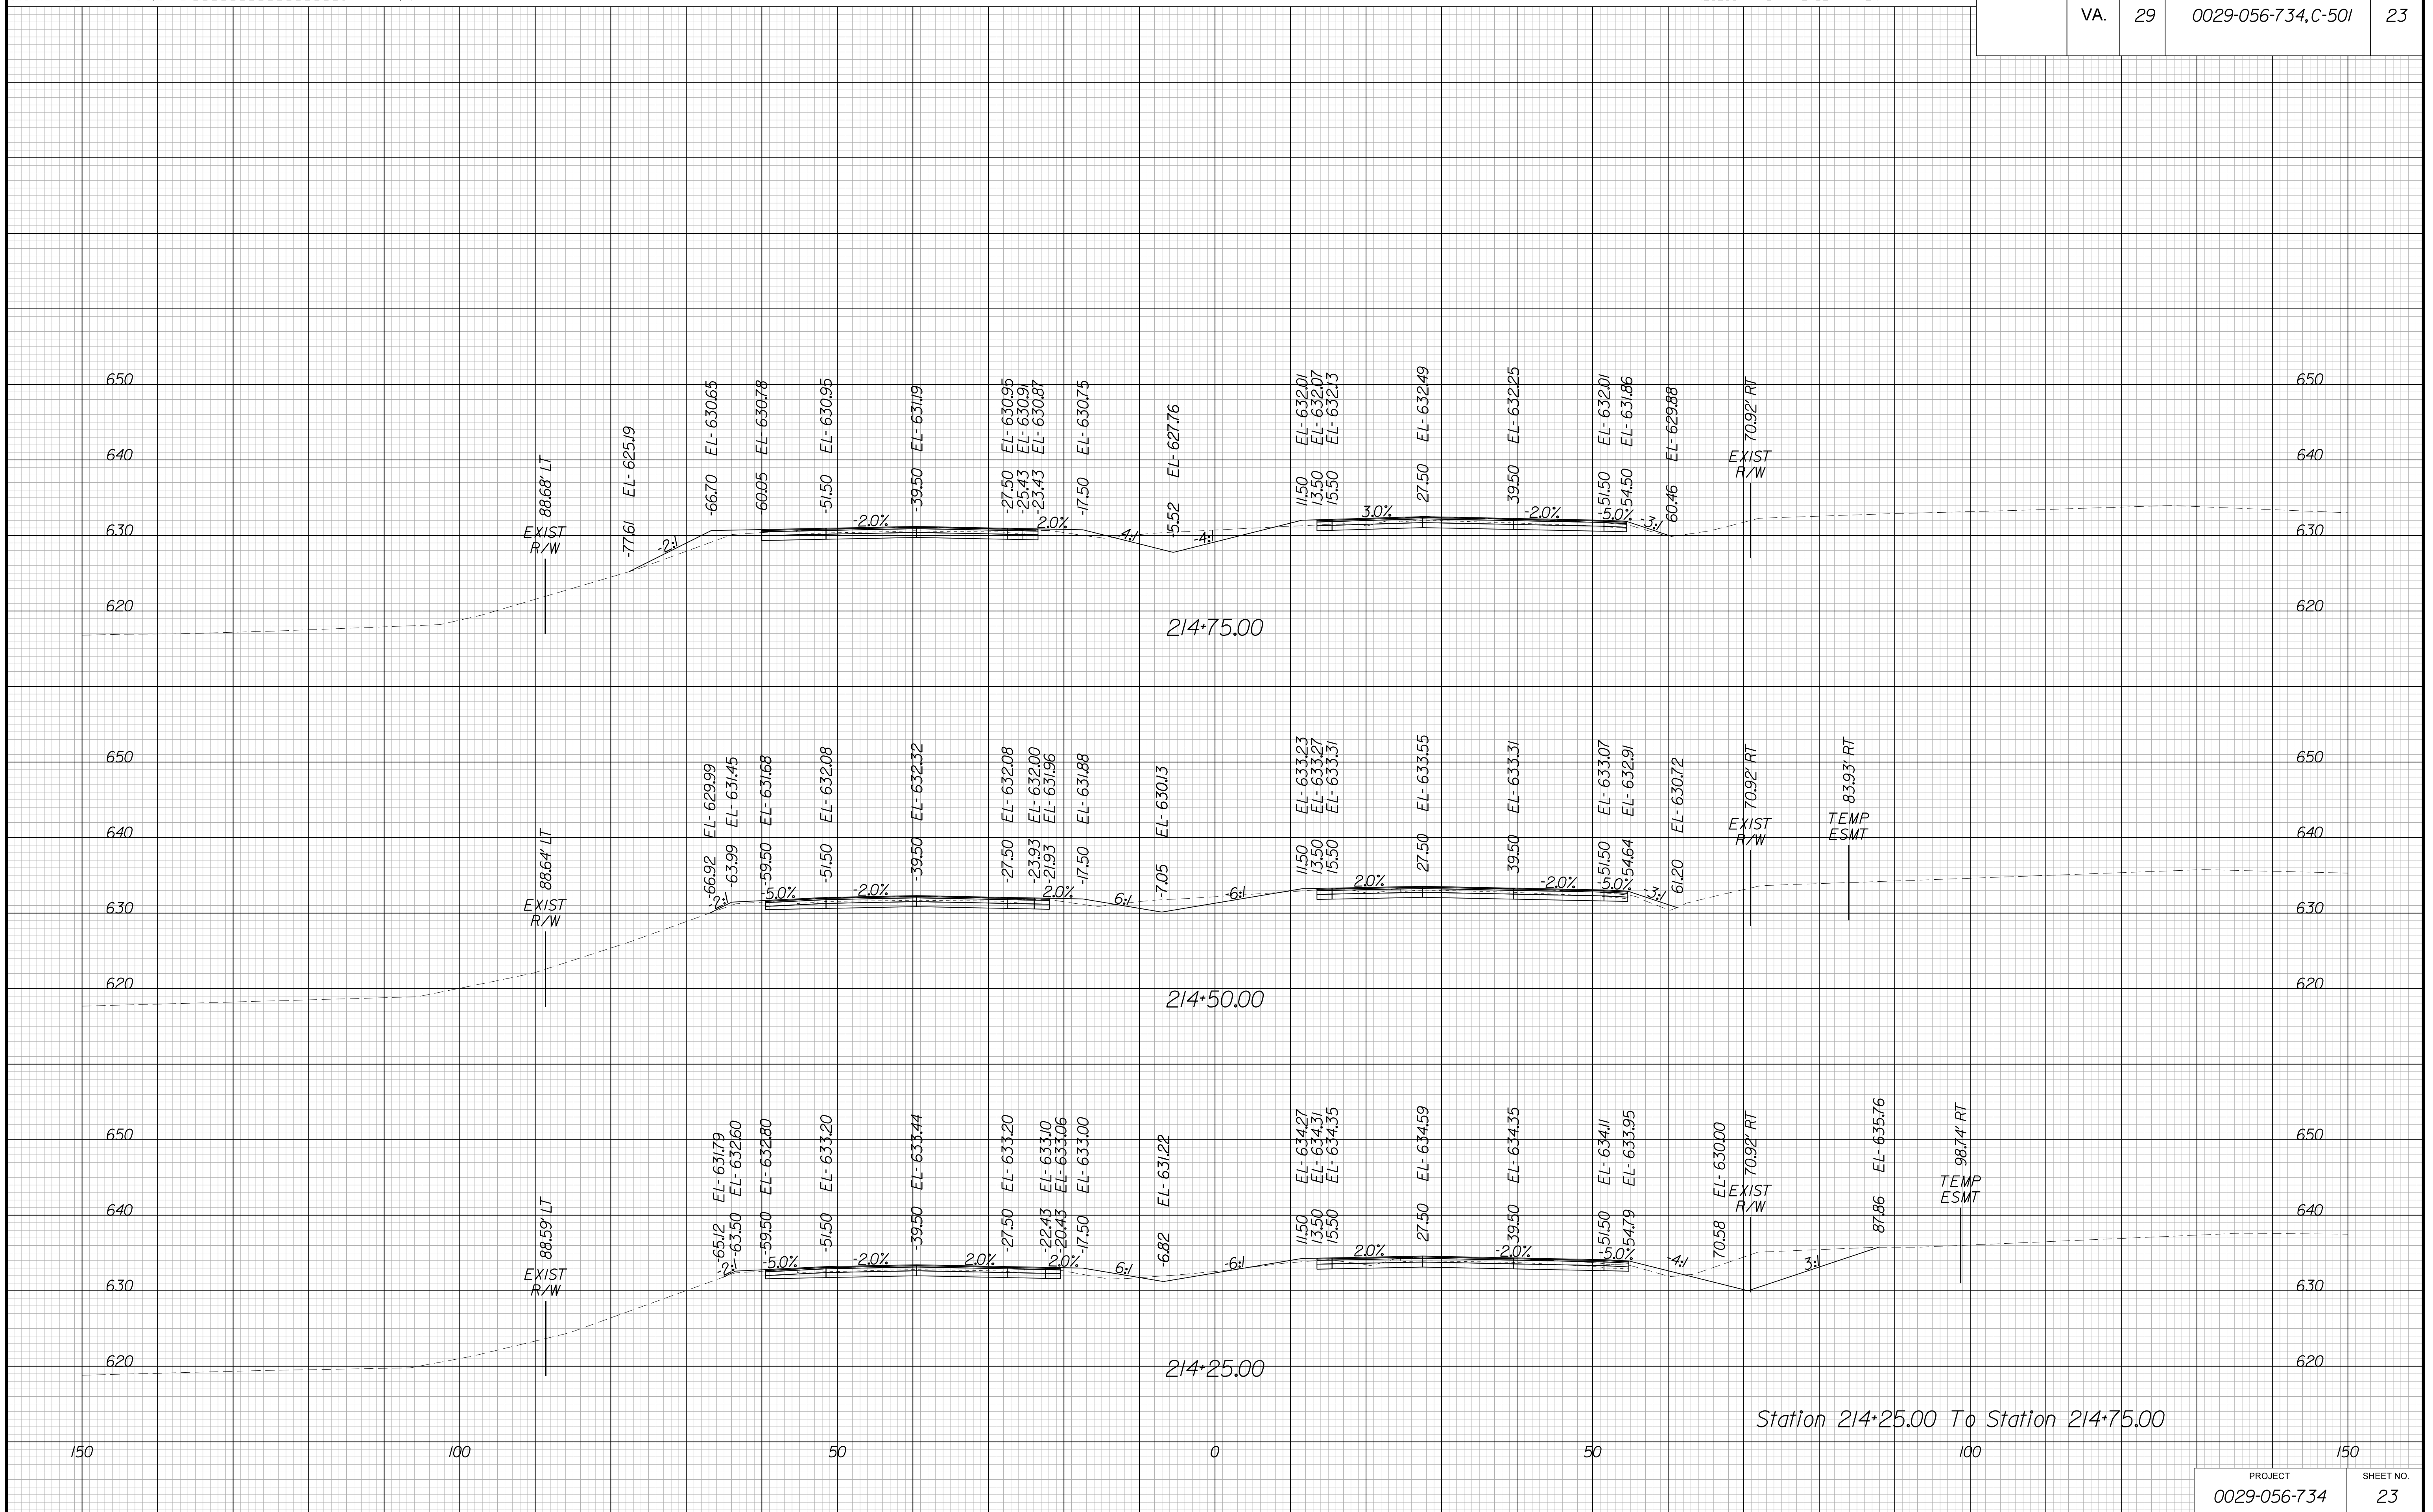 VA. 29 0029-056-734, C-501 23
650 650
640 640
630 630
620 620
EXIST R/W 88.68' LT
-77.61 EL- 625.19
-66.70 EL- 630.65
60.05 EL- 630.78
-51.50 EL- 630.95
-39.50 EL- 631.19
-27.50 EL- 630.95
-25.43 EL- 630.91
-23.43 EL- 630.87
-17.50 EL- 630.75
-5.52 EL- 627.76
11.50 EL- 632.01
13.50 EL- 632.07
15.50 EL- 632.13
27.50 EL- 632.49
39.50 EL- 632.25
51.50 EL- 632.01
54.50 EL- 631.86
60.46 EL- 629.88
EXIST R/W 70.92' RT
-2:1 -2.0% 2.0% 4:1 -4:1 3.0% -2.0% -5.0% -3:1
214+75.00
650 650
640 640
630 630
620 620
EXIST R/W 88.64' LT
-66.92 EL- 629.99
-63.99 EL- 631.45
-59.50 EL- 631.68
-51.50 EL- 632.08
-39.50 EL- 632.32
-27.50 EL- 632.08
-23.93 EL- 632.00
-21.93 EL- 631.96
-17.50 EL- 631.88
-7.05 EL- 630.13
11.50 EL- 633.23
13.50 EL- 633.27
15.50 EL- 633.31
27.50 EL- 633.55
39.50 EL- 633.31
51.50 EL- 633.07
54.64 EL- 632.91
61.20 EL- 630.72
EXIST R/W 70.92' RT
TEMP ESMT 83.93' RT
-2:1 -5.0% -2.0% 2.0% 6:1 -6:1 2.0% -2.0% -5.0% -3:1
214+50.00
650 650
640 640
630 630
620 620
EXIST R/W 88.59' LT
-65.12 EL- 631.79
-63.50 EL- 632.60
-59.50 EL- 632.80
-51.50 EL- 633.20
-39.50 EL- 633.44
-27.50 EL- 633.20
-22.43 EL- 633.10
-20.43 EL- 633.06
-17.50 EL- 633.00
-6.82 EL- 631.22
11.50 EL- 634.27
13.50 EL- 634.31
15.50 EL- 634.35
27.50 EL- 634.59
39.50 EL- 634.35
51.50 EL- 634.11
54.79 EL- 633.95
70.58 EL- 630.00
EXIST R/W 70.92' RT
87.86 EL- 635.76
TEMP ESMT 98.74' RT
-2:1 -5.0% -2.0% 2.0% 2.0% 6:1 -6:1 2.0% -2.0% -5.0% -4:1 3:1
214+25.00
Station 214+25.00 To Station 214+75.00
150 100 50 0 50 100 150
PROJECT SHEET NO.
0029-056-734 23